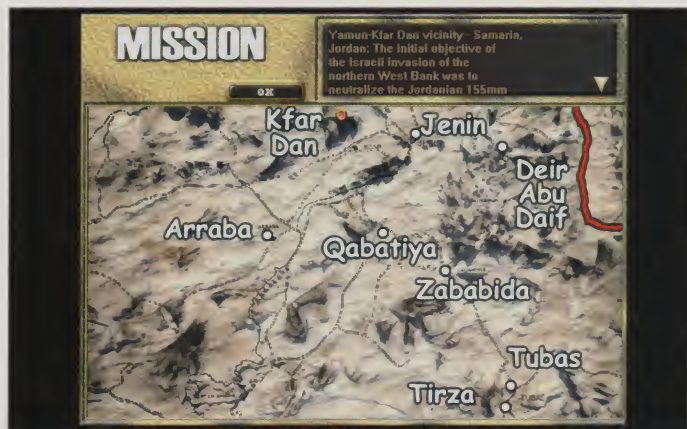 MISSION
OK
Yamun-Kfar Dan vicinity - Samaria,
Jordan: The initial objective of
the Israeli invasion of the
northern West Bank was to
neutralize the Jordanian 155mm
Kfar
Dan
Jenin
Deir
Abu
Daif
Arraba
Qabatiya
Zababida
Tubas
Tirza
TUBAS